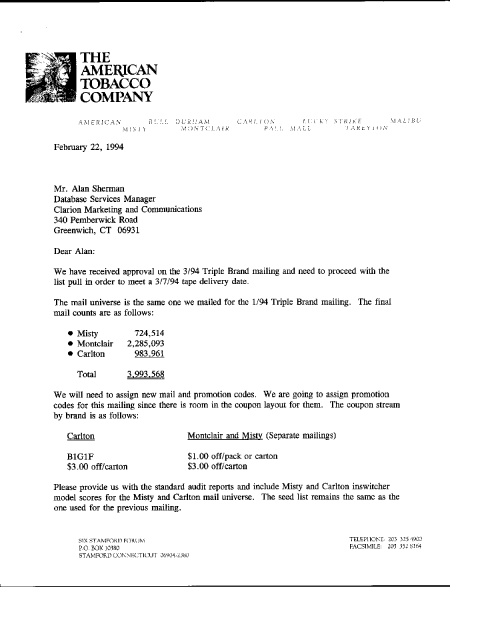 THE
AMERICAN
TOBACCO
COMPANY
AMERICAN BULL DURHAM CARLTON LUCKY STRIKE MALIBU
MISTY MONTCLAIR PALL MALL TAREYTON
February 22, 1994
Mr. Alan Sherman
Database Services Manager
Clarion Marketing and Communications
340 Pemberwick Road
Greenwich, CT 06931
Dear Alan:
We have received approval on the 3/94 Triple Brand mailing and need to proceed with the
list pull in order to meet a 3/7/94 tape delivery date.
The mail universe is the same one we mailed for the 1/94 Triple Brand mailing. The final
mail counts are as follows:
● Misty 724,514
● Montclair 2,285,093
● Carlton 983,961
Total 3,993,568
We will need to assign new mail and promotion codes. We are going to assign promotion
codes for this mailing since there is room in the coupon layout for them. The coupon stream
by brand is as follows:
Carlton Montclair and Misty (Separate mailings)
B1G1F $1.00 off/pack or carton
$3.00 off/carton $3.00 off/carton
Please provide us with the standard audit reports and include Misty and Carlton inswitcher
model scores for the Misty and Carlton mail universe. The seed list remains the same as the
one used for the previous mailing.
SIX STAMFORD FORUM TELEPHONE: 203
P.O. BOX 10380 FACSIMILE: 203
STAMFORD CONNECTICUT